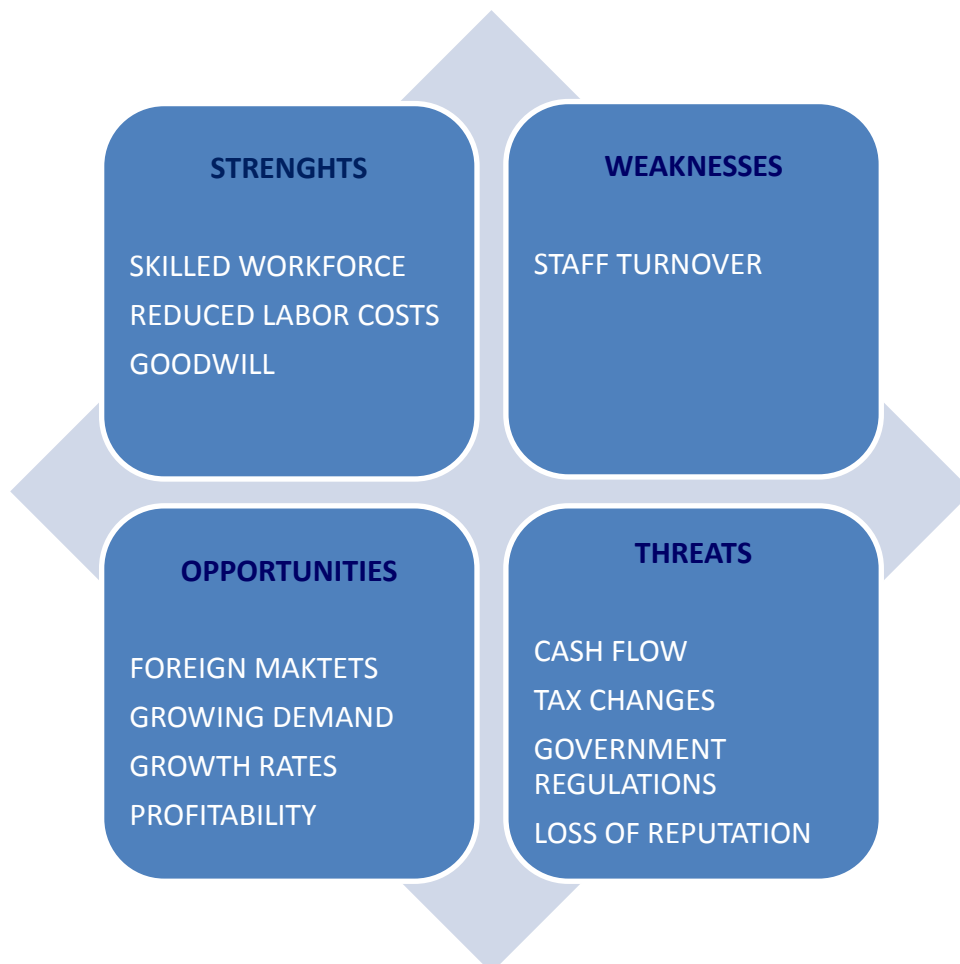 STRENGHTS
SKILLED WORKFORCE
REDUCED LABOR COSTS
GOODWILL
WEAKNESSES
STAFF TURNOVER
OPPORTUNITIES
FOREIGN MAKTETS
GROWING DEMAND
GROWTH RATES
PROFITABILITY
THREATS
CASH FLOW
TAX CHANGES
GOVERNMENT
REGULATIONS
LOSS OF REPUTATION